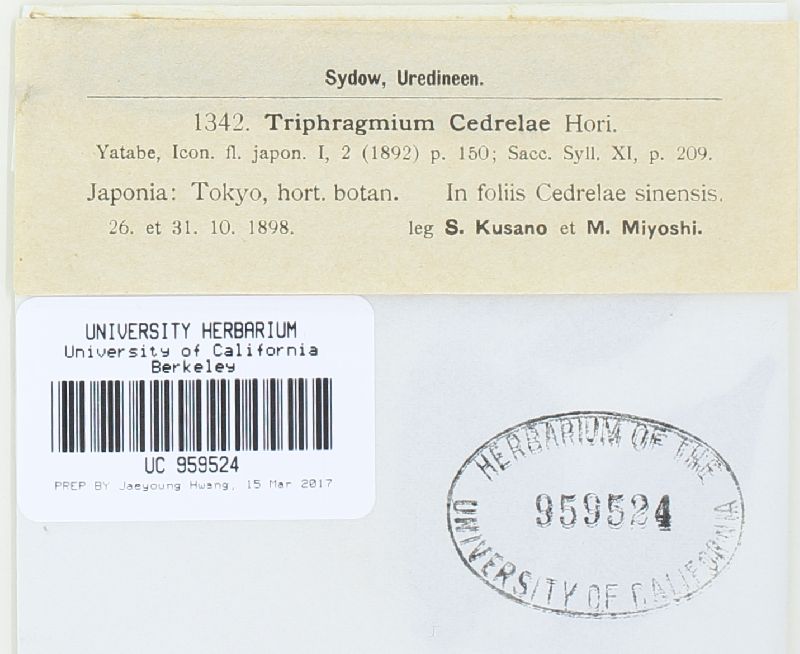 Sydow, Uredineen.
1342. Triphragmium Cedrelae Hori.
Yatabe, Icon. fl. japon. I, 2 (1892) p. 150; Sacc. Syll. XI, p. 209.
Japonia: Tokyo, hort. botan. In foliis Cedrelae sinensis.
26. et 31. 10. 1898. leg S. Kusano et M. Miyoshi.
UNIVERSITY HERBARIUM
University of California
Berkeley
UC 959524
PREP BY Jaeyoung Hwang, 15 Mar 2017
HERBARIUM OF THE
959524
UNIVERSITY OF CALIFORNIA